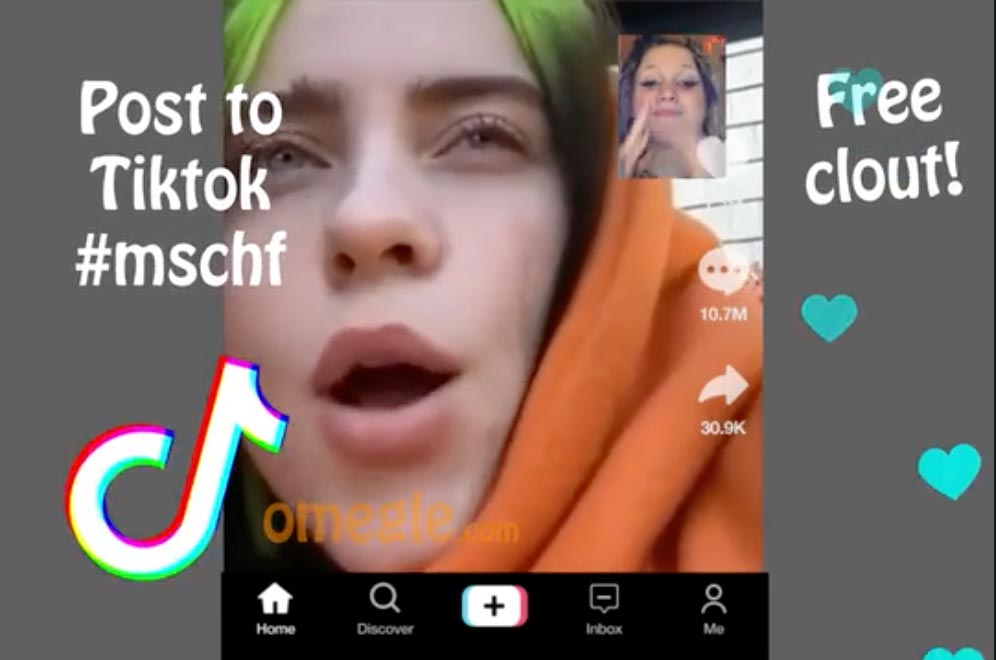 Post to
Tiktok
#mschf
Free
clout!
10.7M
30.9K
omegle.com
Home
Discover
Inbox
Me